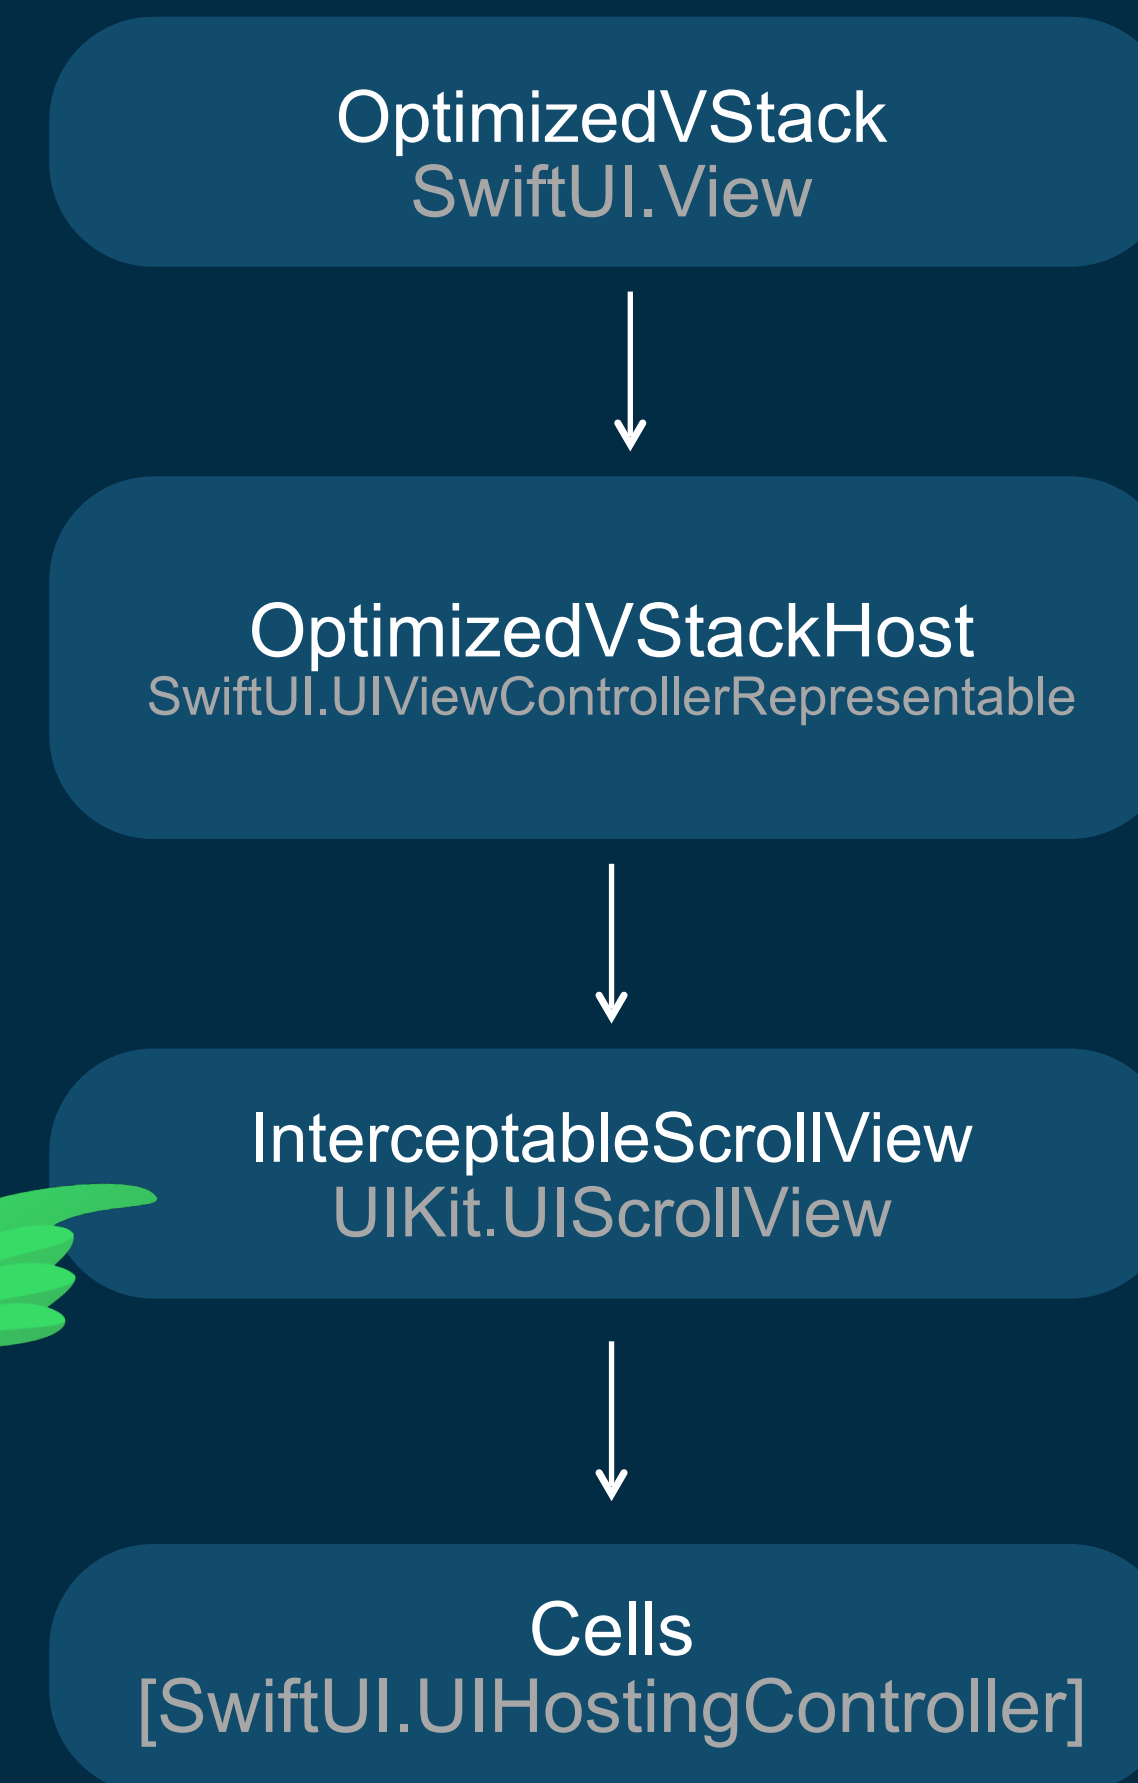 OptimizedVStack
SwiftUI.View
OptimizedVStackHost
SwiftUI.UIViewControllerRepresentable
InterceptableScrollView
UIKit.UIScrollView
Cells
[SwiftUI.UIHostingController]